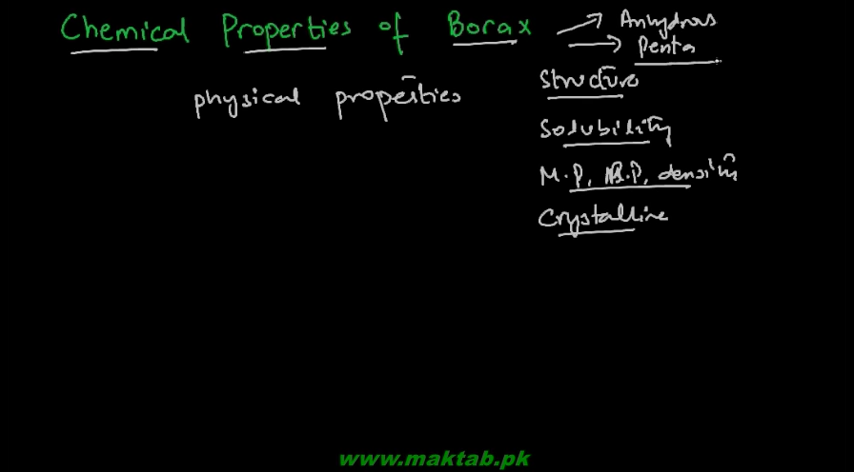 Chemical Properties of Borax
Anhydrous
Penta
physical properties
Structure
Solubility
M.P, B.P, density
Crystalline
www.maktab.pk